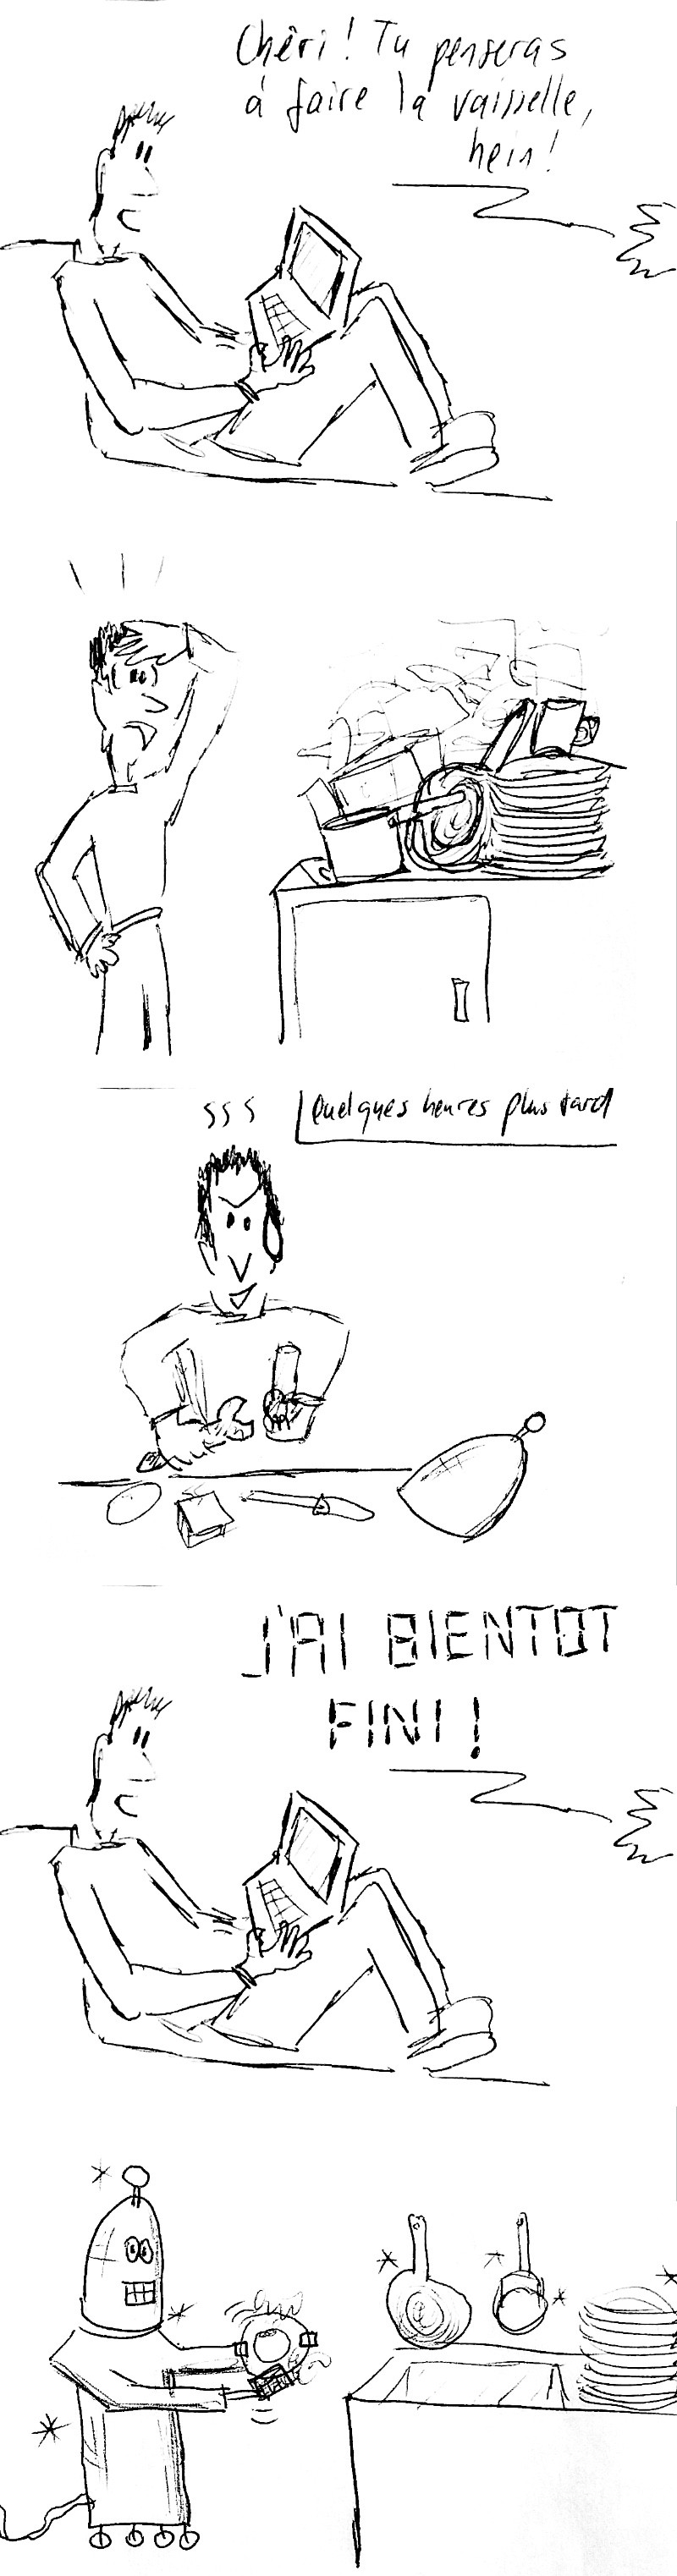 Chéri! Tu penseras
à faire la vaisselle,
hein!
Quelques heures plus tard
J'AI BIENTOT
FINI!